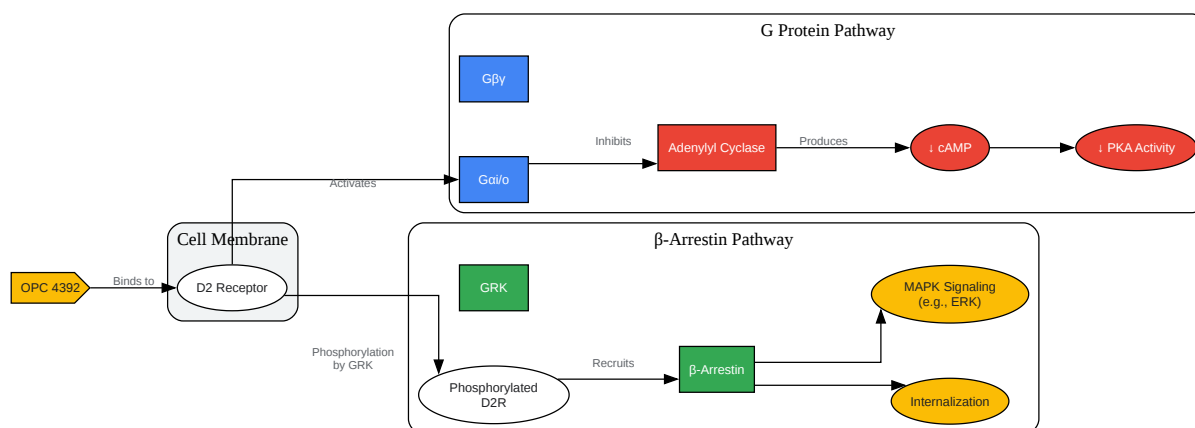 G Protein Pathway
Gβγ
Inhibits
Adenylyl Cyclase
Produces
↓ cAMP
↓ PKA Activity
Gαi/o
Activates
Cell Membrane
β-Arrestin Pathway
OPC 4392
Binds to
D2 Receptor
GRK
MAPK Signaling
(e.g., ERK)
Phosphorylation
by GRK
Recruits
β-Arrestin
Phosphorylated
D2R
Internalization